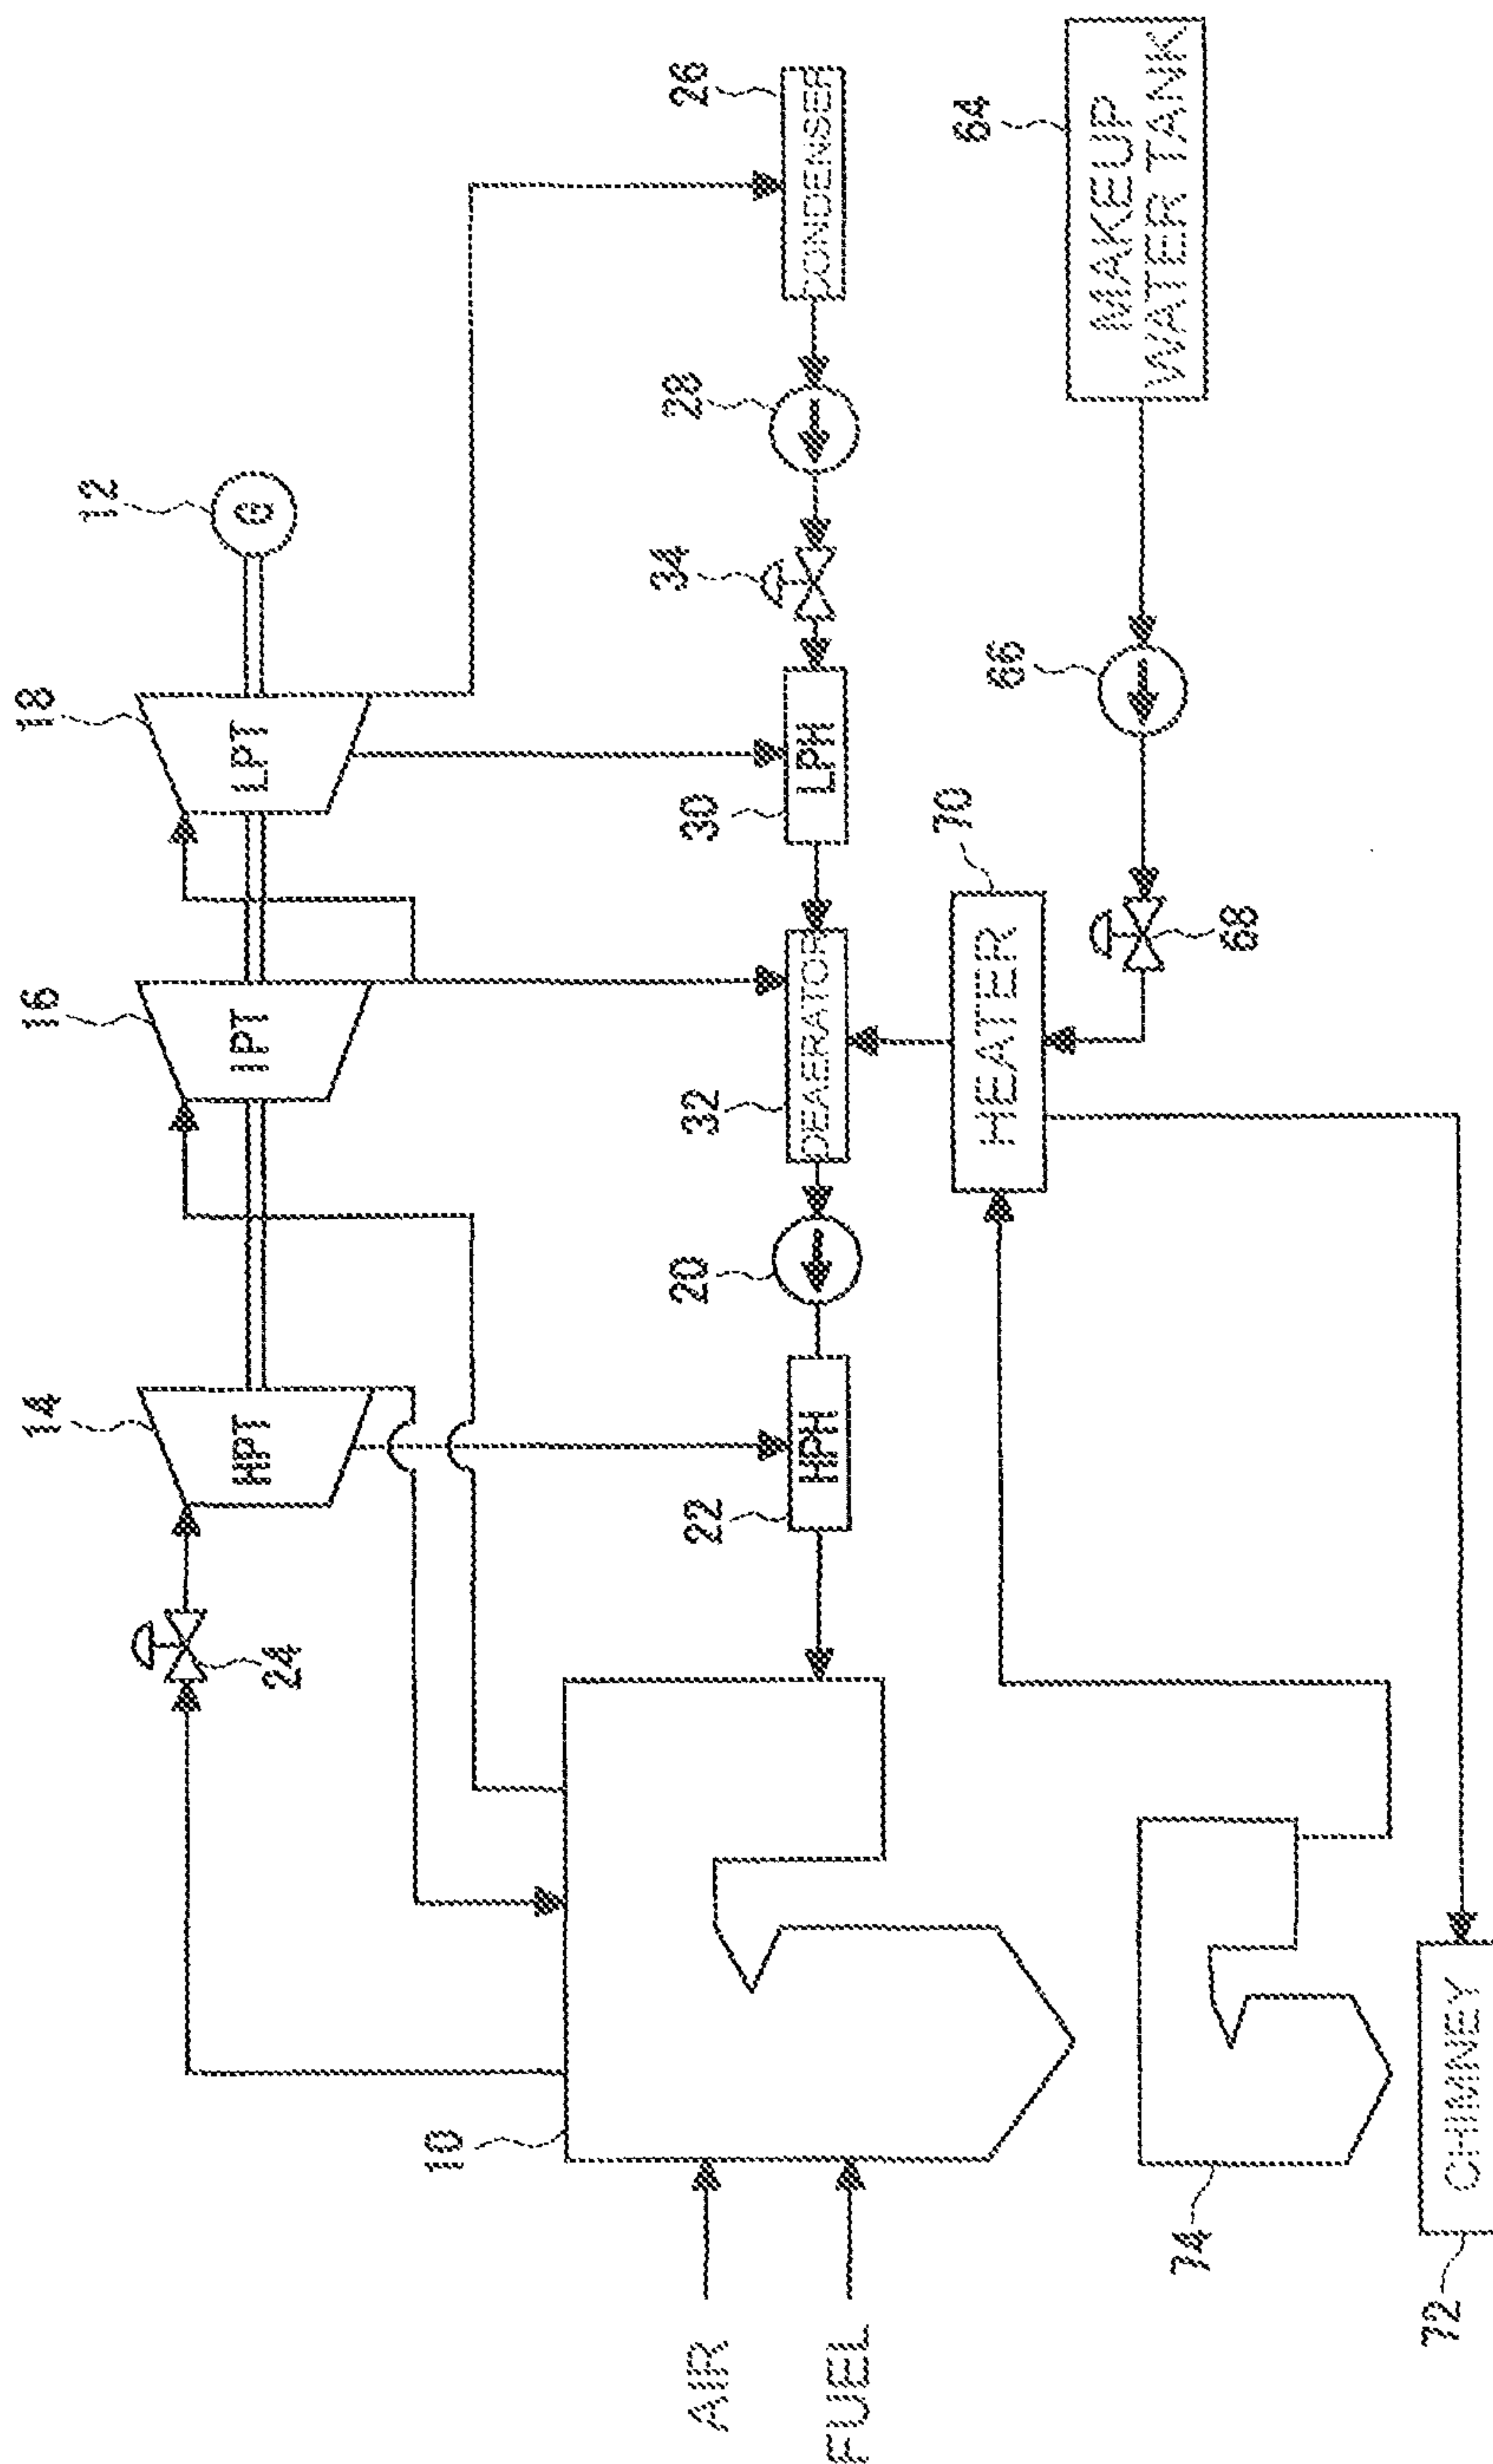 14
16
18
12
HPT
IPT
LPT
G
24
10
22
20
32
30
34
28
26
AIR
HPH
DEAERATOR
LPH
CONDENSER
FUEL
70
66
64
HEATER
MAKEUP
WATER TANK
74
68
72
CHIMNEY